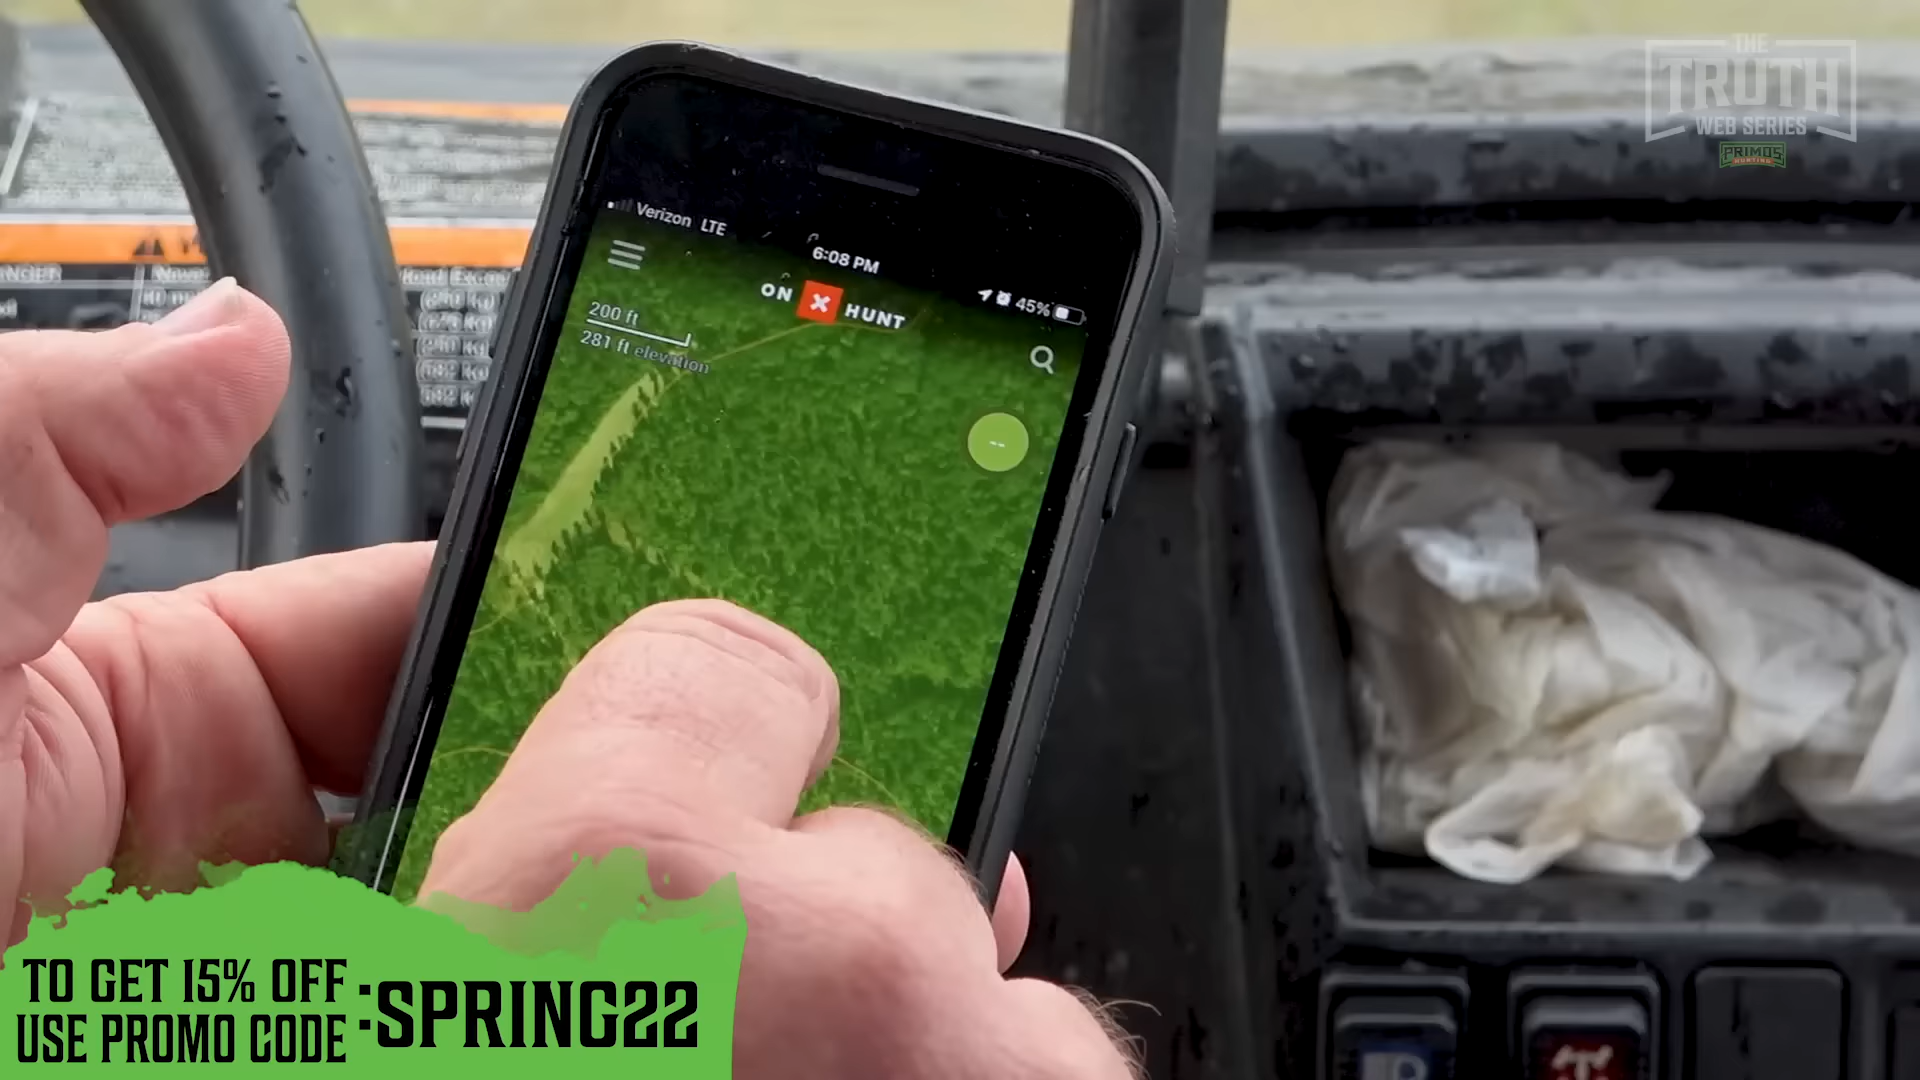 THE
TRUTH
WEB SERIES
PRIMOS
HUNTING
Verizon LTE
6:08 PM
45%
ON X HUNT
200 ft
281 ft elevation
--
TO GET 15% OFF
USE PROMO CODE :SPRING22